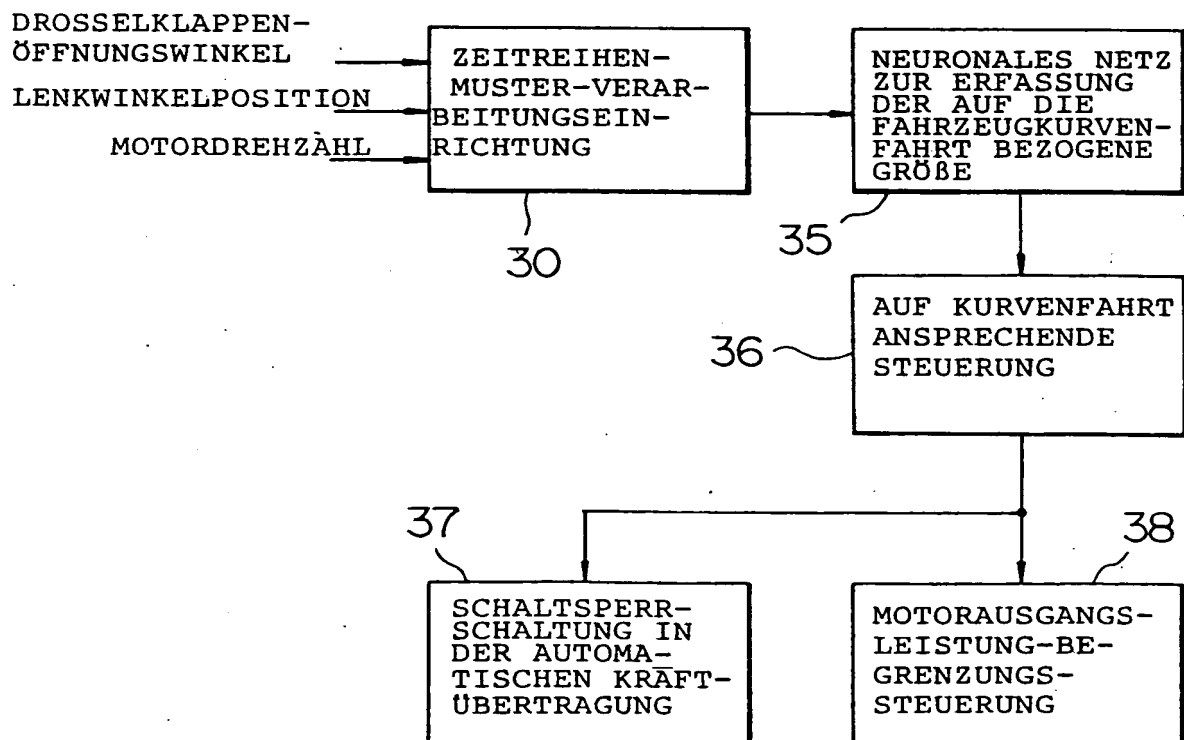 DROSSELKLAPPEN-
ÖFFNUNGSWINKEL
LENKWINKELPOSITION
MOTORDREHZAHL
ZEITREIHEN-
MUSTER-VERAR-
BEITUNGSEIN-
RICHTUNG
30
NEURONALES NETZ
ZUR ERFASSUNG
DER AUF DIE
FAHRZEUGKURVEN-
FAHRT BEZOGENE
GRÖßE
35
AUF KURVENFAHRT
ANSPRECHENDE
STEUERUNG
36
37
SCHALTSPERR-
SCHALTUNG IN
DER AUTOMA-
TISCHEN KRAFT-
ÜBERTRAGUNG
38
MOTORAUSGANGS-
LEISTUNG-BE-
GRENZUNGS-
STEUERUNG